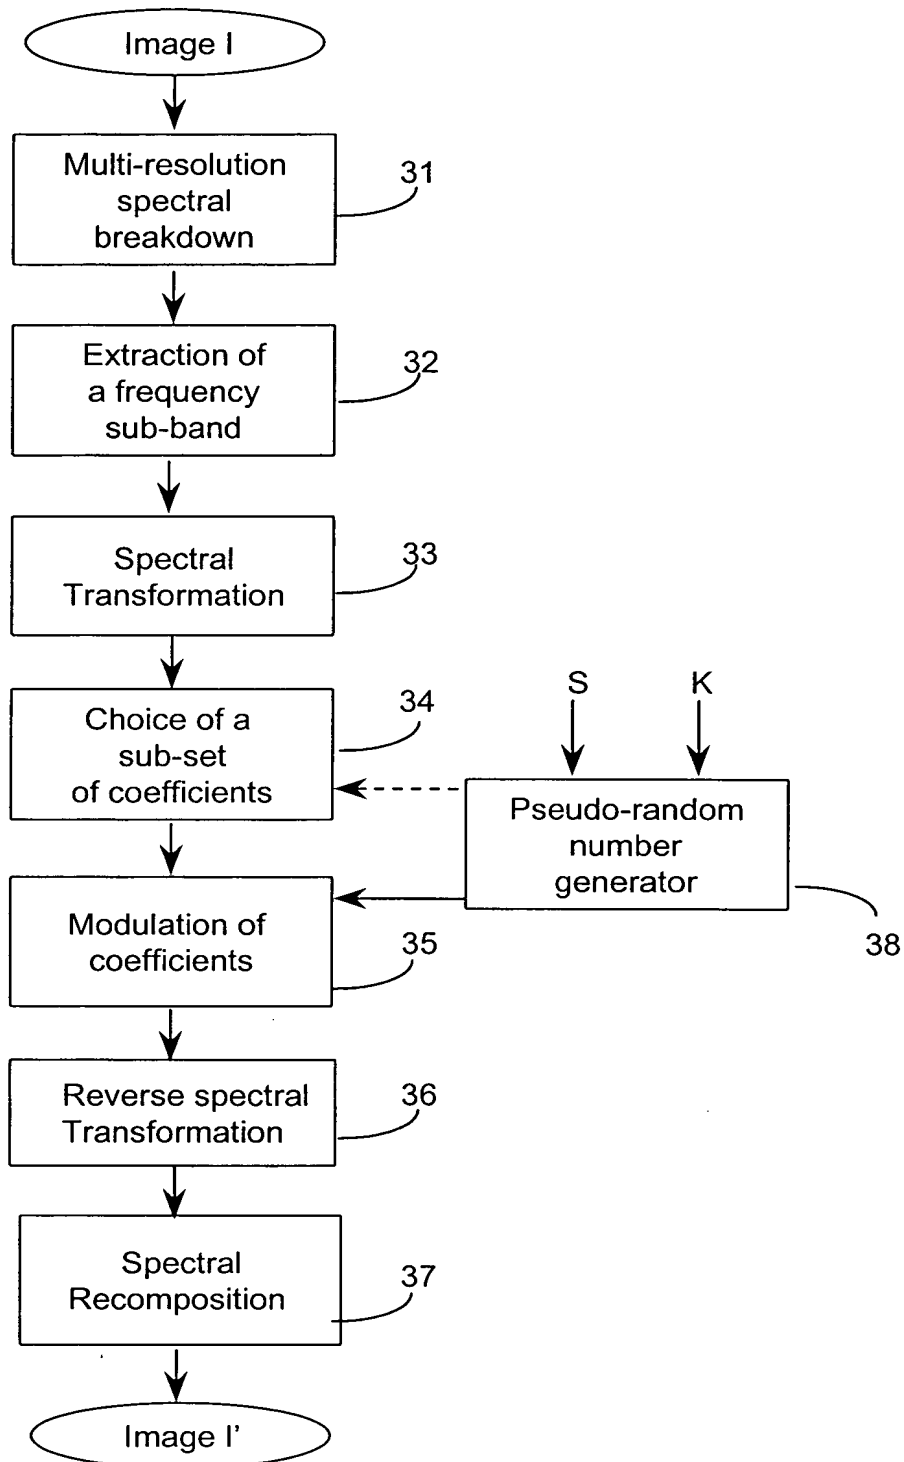 Image I
Multi-resolution
spectral
breakdown
31
Extraction of
a frequency
sub-band
32
Spectral
Transformation
33
Choice of a
sub-set
of coefficients
34
S
K
Pseudo-random
number
generator
38
Modulation of
coefficients
35
Reverse spectral
Transformation
36
Spectral
Recomposition
37
Image I'